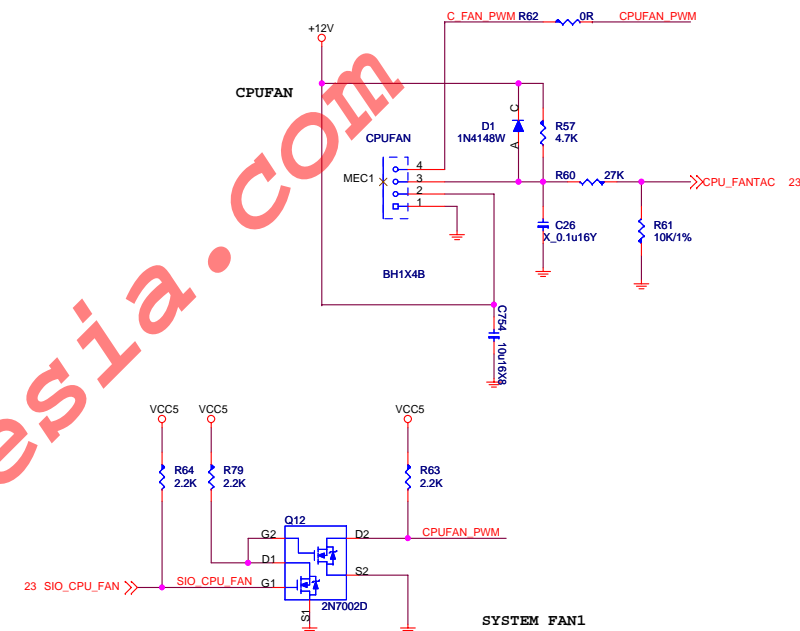 C_FAN_PWM R62 0R CPUFAN_PWM
+12V
CPUFAN
D1
1N4148W
C
A
R57
4.7K
CPUFAN
MEC1
4
3
2
1
R60 27K
CPU_FANTAC 23
C26
X_0.1u16Y
R61
10K/1%
BH1X4B
C754 10u16X8
esia.com
VCC5 VCC5 VCC5
R64
2.2K
R79
2.2K
R63
2.2K
Q12
G2 D2 CPUFAN_PWM
D1
S2
23 SIO_CPU_FAN SIO_CPU_FAN G1
S1
2N7002D
SYSTEM FAN1